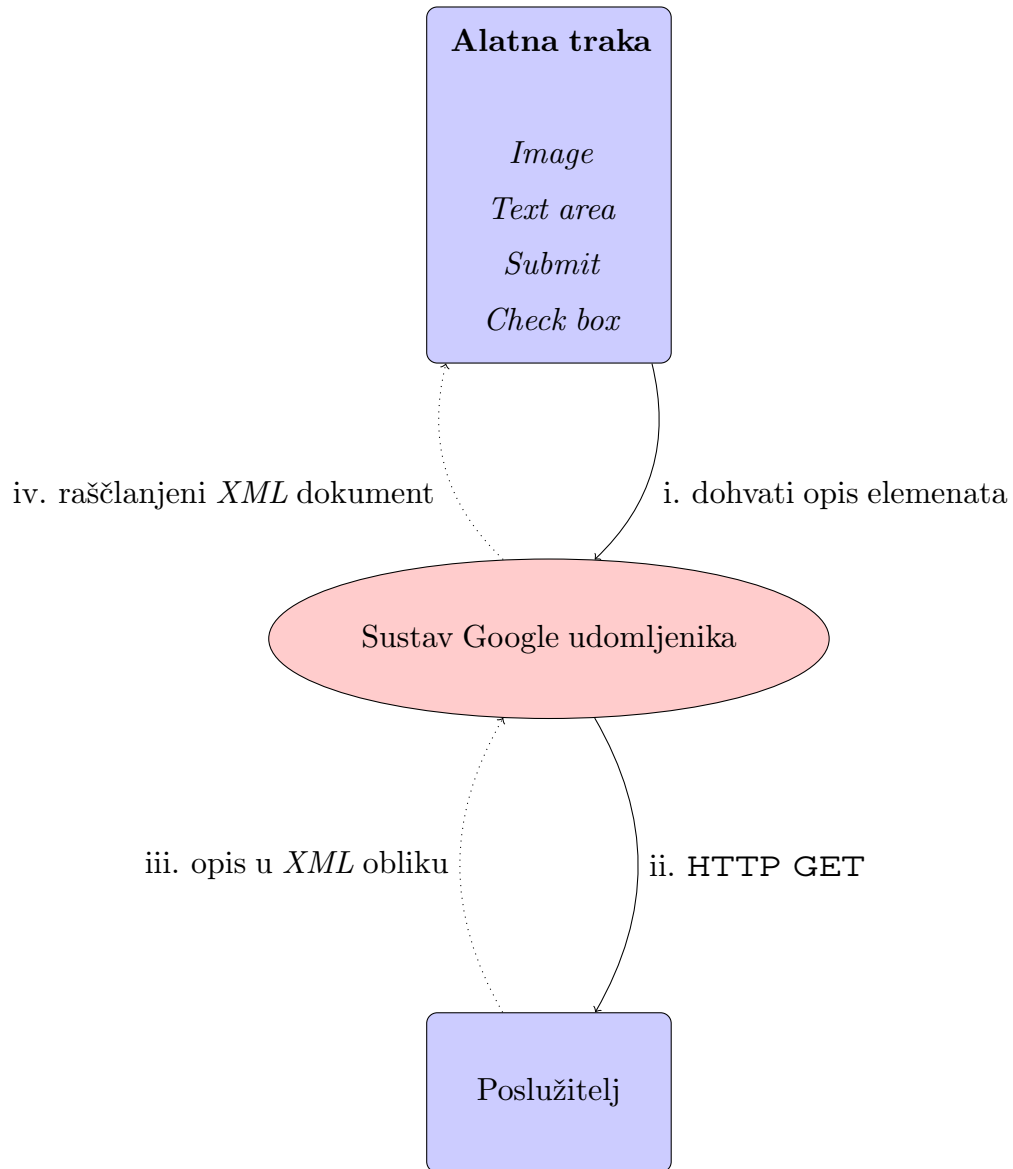 Alatna traka
Image
Text area
Submit
Check box
iv. raščlanjeni XML dokument
i. dohvati opis elemenata
Sustav Google udomljenika
iii. opis u XML obliku
ii. HTTP GET
Poslužitelj